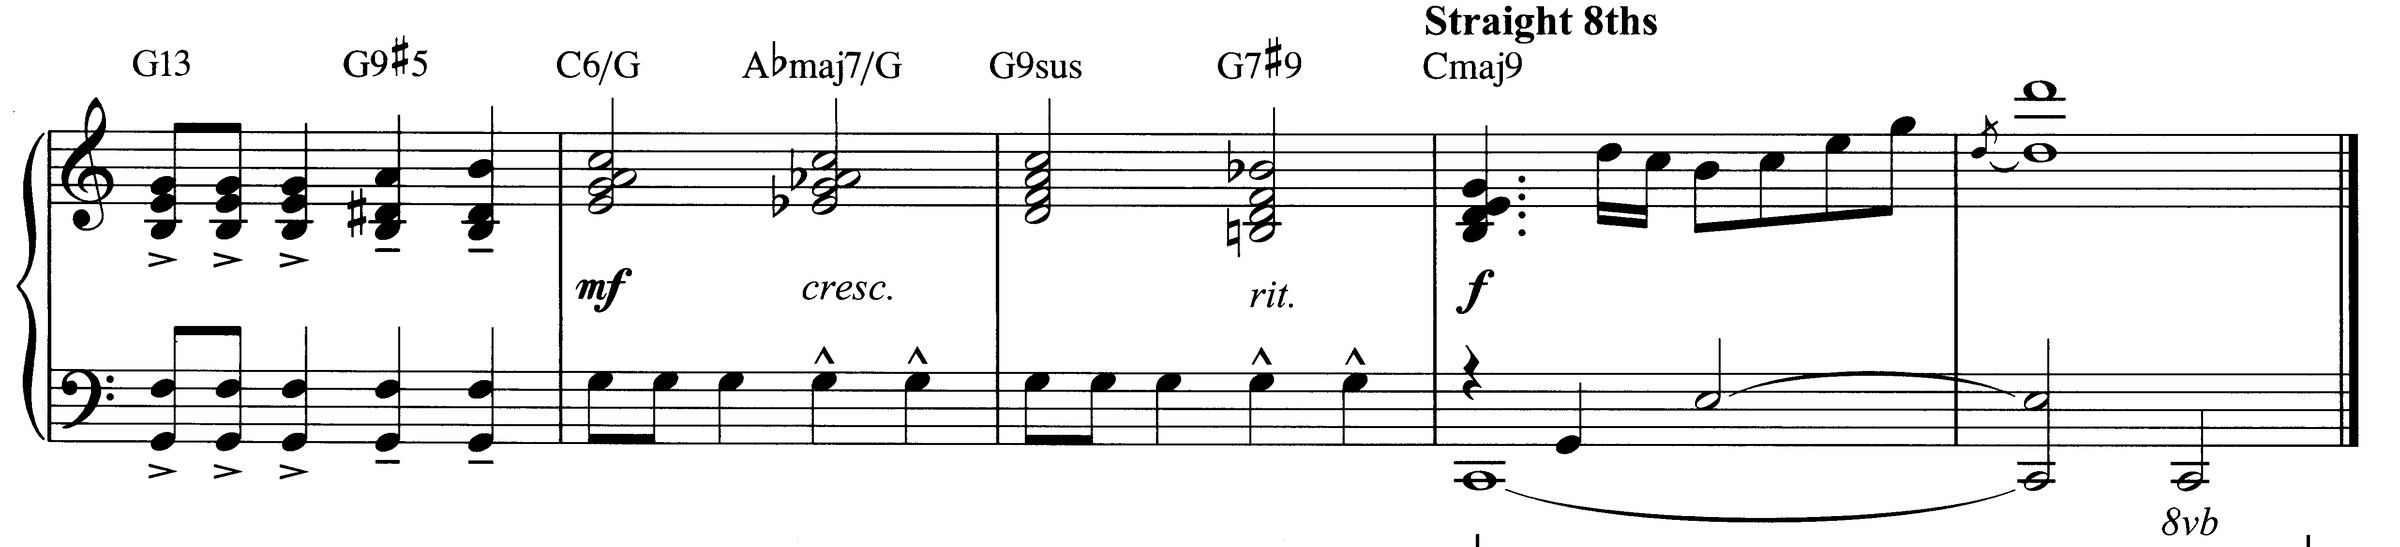 Straight 8ths
G13 G9♯5 C6/G A♭maj7/G G9sus G7♯9 Cmaj9
mf cresc. rit. f
8vb